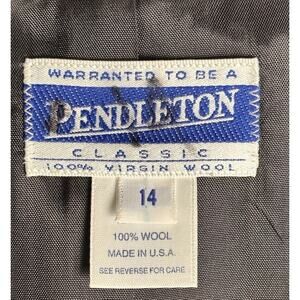 WARRANTED TO BE A
PENDLETON
CLASSIC
100% VIRGIN WOOL
14
100% WOOL
MADE IN U.S.A.
SEE REVERSE FOR CARE